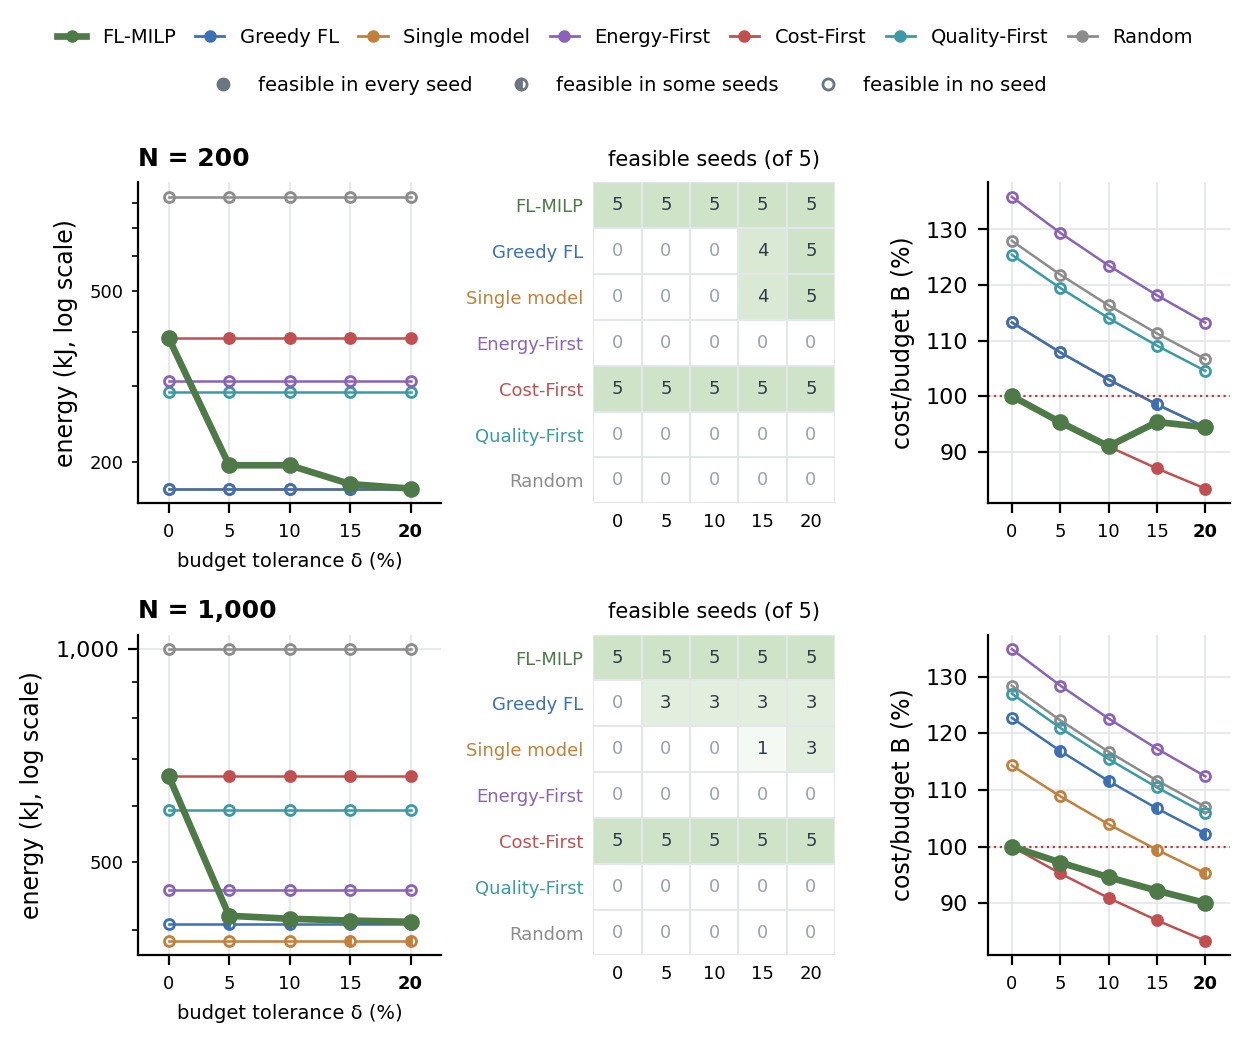 FL-MILP Greedy FL Single model Energy-First Cost-First Quality-First Random
feasible in every seed feasible in some seeds feasible in no seed
N = 200
feasible seeds (of 5)
energy (kJ, log scale)
500
200
0 5 10 15 20
budget tolerance δ (%)
FL-MILP 5 5 5 5 5
Greedy FL 0 0 0 4 5
Single model 0 0 0 4 5
Energy-First 0 0 0 0 0
Cost-First 5 5 5 5 5
Quality-First 0 0 0 0 0
Random 0 0 0 0 0
0 5 10 15 20
cost/budget B (%)
130
120
110
100
90
0 5 10 15 20
N = 1,000
feasible seeds (of 5)
energy (kJ, log scale)
1,000
500
0 5 10 15 20
budget tolerance δ (%)
FL-MILP 5 5 5 5 5
Greedy FL 0 3 3 3 3
Single model 0 0 0 1 3
Energy-First 0 0 0 0 0
Cost-First 5 5 5 5 5
Quality-First 0 0 0 0 0
Random 0 0 0 0 0
0 5 10 15 20
cost/budget B (%)
130
120
110
100
90
0 5 10 15 20